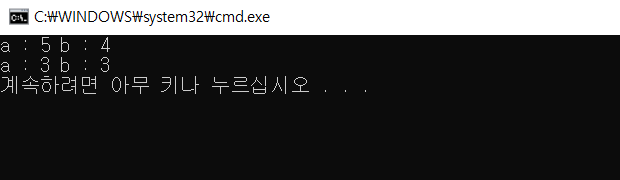 C:₩WINDOWS₩system32₩cmd.exe
a : 5 b : 4
a : 3 b : 3
계속하려면 아무 키나 누르십시오 . . .